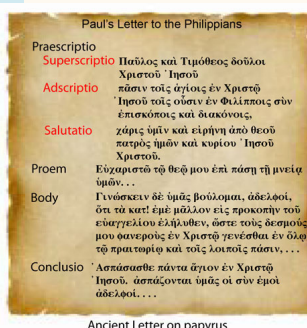 Paul's Letter to the Philippians
Praescriptio
Superscriptio Παῦλος καὶ Τιμόθεος δοῦλοι
Χριστοῦ Ἰησοῦ
Adscriptio πᾶσιν τοῖς ἁγίοις ἐν Χριστῷ
Ἰησοῦ τοῖς οὖσιν ἐν Φιλίπποις σὺν
ἐπισκόποις καὶ διακόνοις,
Salutatio χάρις ὑμῖν καὶ εἰρήνη ἀπὸ θεοῦ
πατρὸς ἡμῶν καὶ κυρίου Ἰησοῦ
Χριστοῦ.
Proem Εὐχαριστῶ τῷ θεῷ μου ἐπὶ πάσῃ τῇ μνείᾳ
ὑμῶν. . .
Body Γινώσκειν δὲ ὑμᾶς βούλομαι, ἀδελφοί,
ὅτι τὰ κατ! ἐμὲ μᾶλλον εἰς προκοπὴν τοῦ
εὐαγγελίου ἐλήλυθεν, ὥστε τοὺς δεσμούς
μου φανεροὺς ἐν Χριστῷ γενέσθαι ἐν ὅλῳ
τῷ πραιτωρίῳ καὶ τοῖς λοιποῖς πᾶσιν, . . .
Conclusio Ἀσπάσασθε πάντα ἅγιον ἐν Χριστῷ
Ἰησοῦ. ἀσπάζονται ὑμᾶς οἱ σὺν ἐμοὶ
ἀδελφοί. . . .
Ancient Letter on papyrus